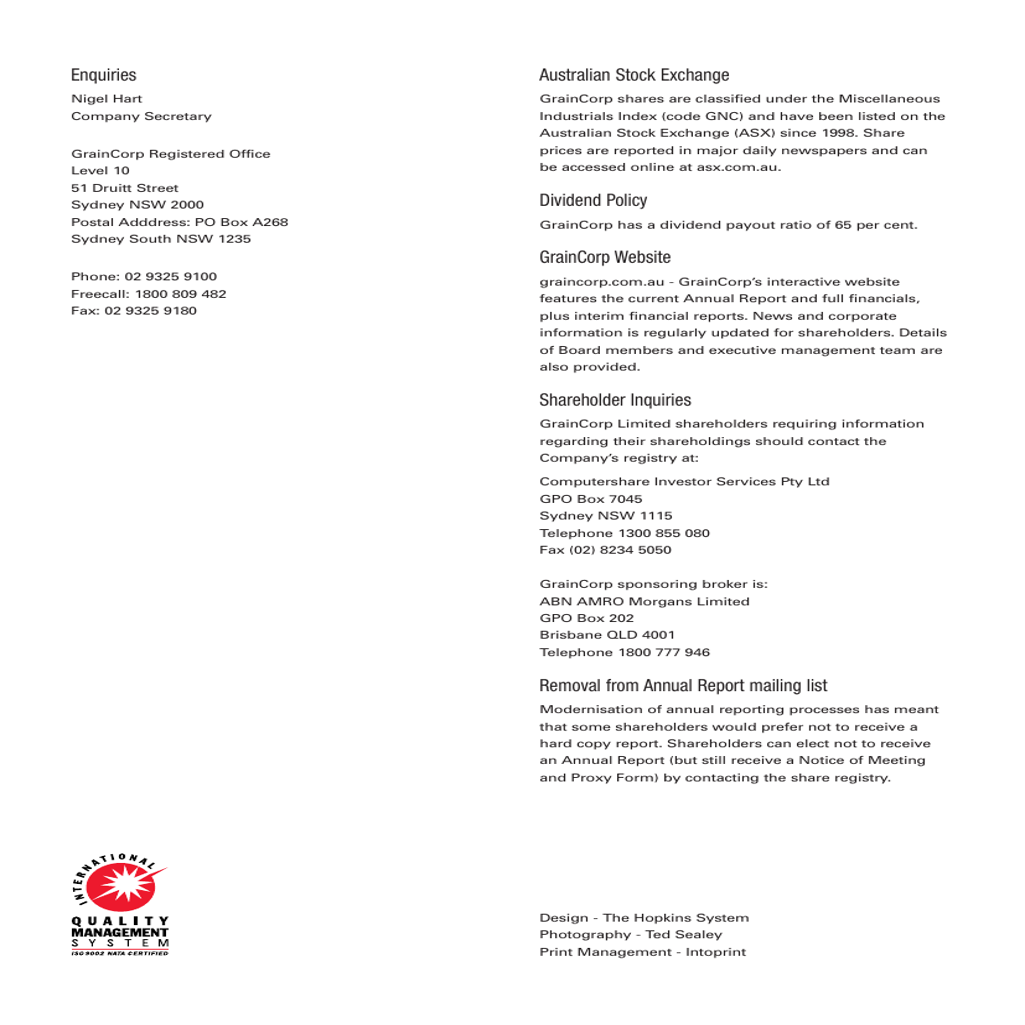 Enquiries
Nigel Hart
Company Secretary
GrainCorp Registered Office
Level 10
51 Druitt Street
Sydney NSW 2000
Postal Adddress: PO Box A268
Sydney South NSW 1235
Phone: 02 9325 9100
Freecall: 1800 809 482
Fax: 02 9325 9180
INTERNATIONAL
QUALITY
MANAGEMENT
SYSTEM
ISO 9002 NATA CERTIFIED
Australian Stock Exchange
GrainCorp shares are classified under the Miscellaneous
Industrials Index (code GNC) and have been listed on the
Australian Stock Exchange (ASX) since 1998. Share
prices are reported in major daily newspapers and can
be accessed online at asx.com.au.
Dividend Policy
GrainCorp has a dividend payout ratio of 65 per cent.
GrainCorp Website
graincorp.com.au - GrainCorp’s interactive website
features the current Annual Report and full financials,
plus interim financial reports. News and corporate
information is regularly updated for shareholders. Details
of Board members and executive management team are
also provided.
Shareholder Inquiries
GrainCorp Limited shareholders requiring information
regarding their shareholdings should contact the
Company’s registry at:
Computershare Investor Services Pty Ltd
GPO Box 7045
Sydney NSW 1115
Telephone 1300 855 080
Fax (02) 8234 5050
GrainCorp sponsoring broker is:
ABN AMRO Morgans Limited
GPO Box 202
Brisbane QLD 4001
Telephone 1800 777 946
Removal from Annual Report mailing list
Modernisation of annual reporting processes has meant
that some shareholders would prefer not to receive a
hard copy report. Shareholders can elect not to receive
an Annual Report (but still receive a Notice of Meeting
and Proxy Form) by contacting the share registry.
Design - The Hopkins System
Photography - Ted Sealey
Print Management - Intoprint